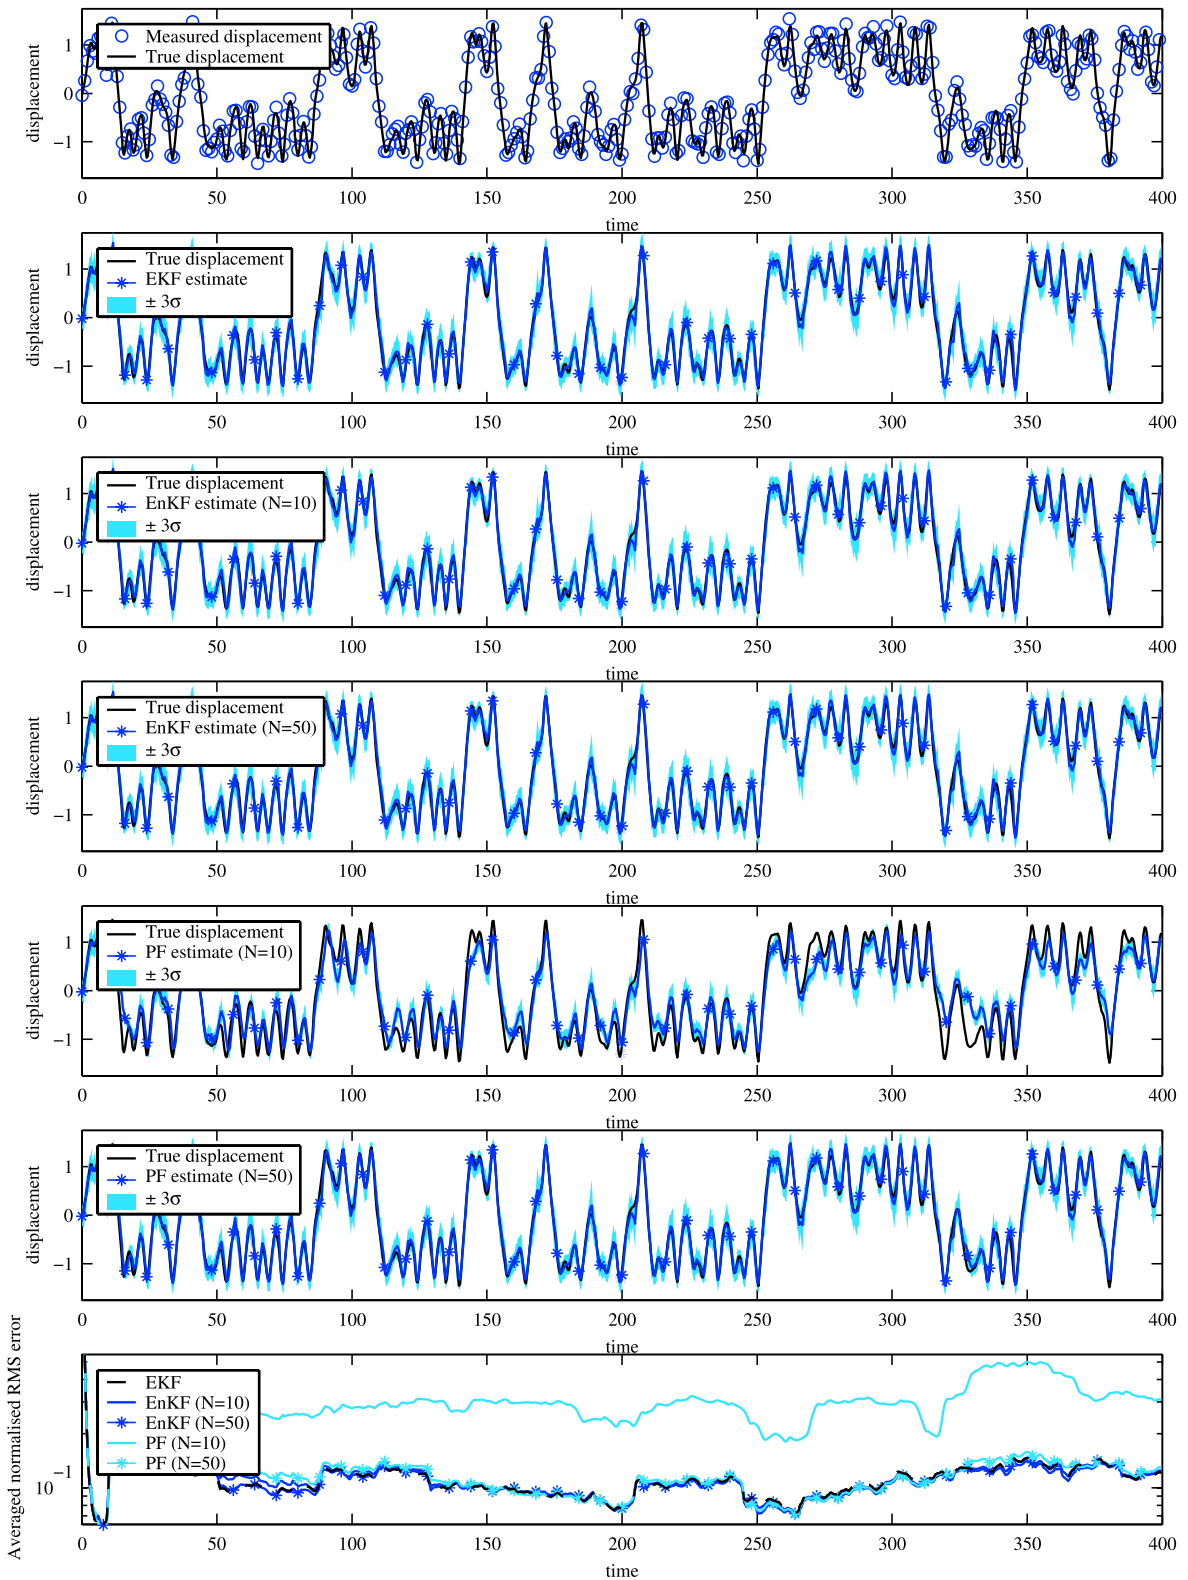 displacement
1
0
−1
Measured displacement
True displacement
0 50 100 150 200 250 300 350 400
time
displacement
1
0
−1
True displacement
EKF estimate
± 3σ
0 50 100 150 200 250 300 350 400
time
displacement
1
0
−1
True displacement
EnKF estimate (N=10)
± 3σ
0 50 100 150 200 250 300 350 400
time
displacement
1
0
−1
True displacement
EnKF estimate (N=50)
± 3σ
0 50 100 150 200 250 300 350 400
time
displacement
1
0
−1
True displacement
PF estimate (N=10)
± 3σ
0 50 100 150 200 250 300 350 400
time
displacement
1
0
−1
True displacement
PF estimate (N=50)
± 3σ
0 50 100 150 200 250 300 350 400
time
Averaged normalised RMS error
10−1
EKF
EnKF (N=10)
EnKF (N=50)
PF (N=10)
PF (N=50)
0 50 100 150 200 250 300 350 400
time